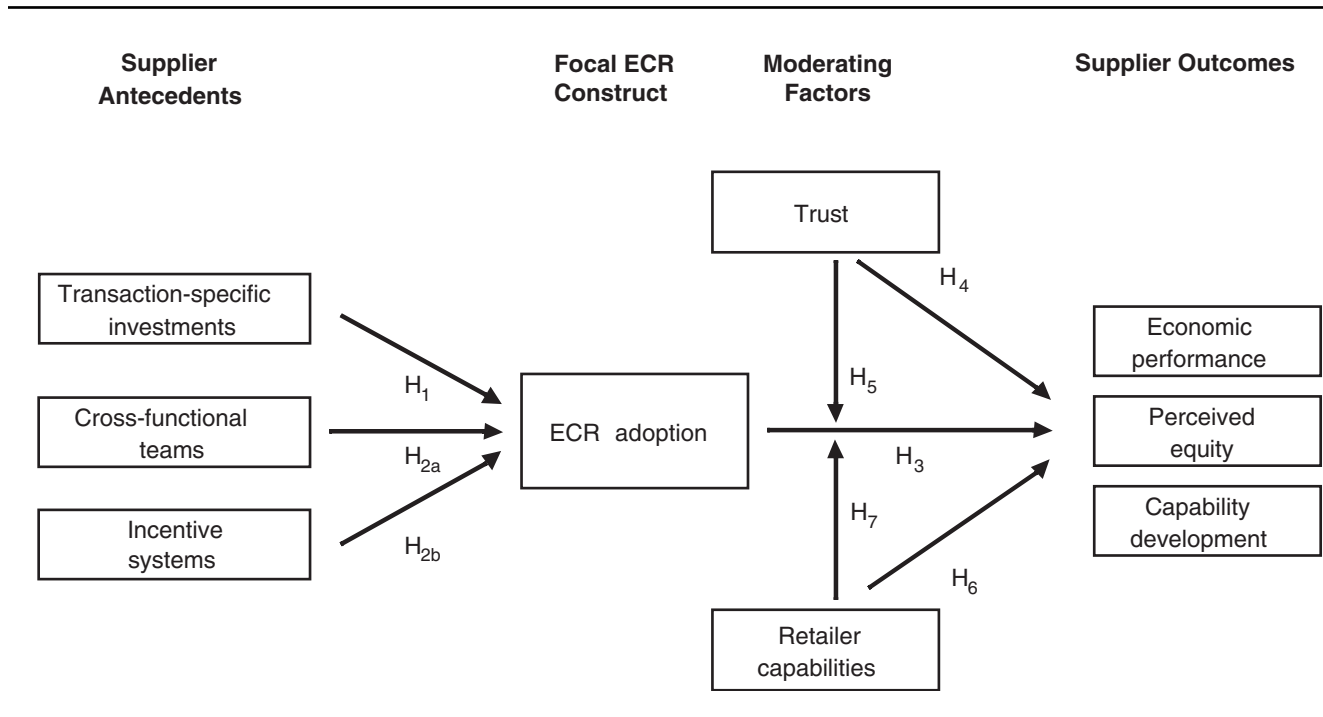 Supplier
Antecedents
Focal ECR
Construct
Moderating
Factors
Supplier Outcomes
Trust
H4
Transaction-specific
investments
Economic
performance
H1
H5
Cross-functional
teams
ECR adoption
Perceived
equity
H2a
H3
Incentive
systems
H7
Capability
development
H2b
H6
Retailer
capabilities